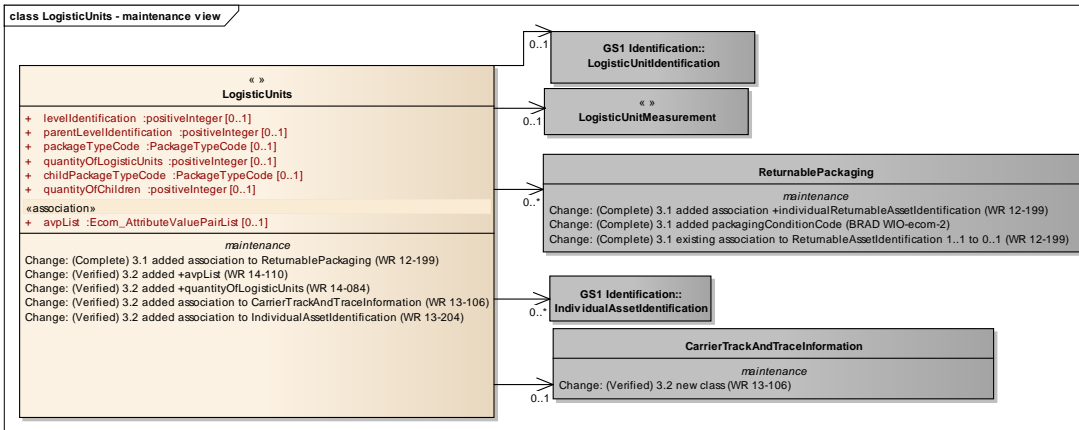 class LogisticUnits - maintenance view
« »
LogisticUnits
+ levelIdentification :positiveInteger [0..1]
+ parentLevelIdentification :positiveInteger [0..1]
+ packageTypeCode :PackageTypeCode [0..1]
+ quantityOfLogisticUnits :positiveInteger [0..1]
+ childPackageTypeCode :PackageTypeCode [0..1]
+ quantityOfChildren :positiveInteger [0..1]
«association»
+ avpList :Ecom_AttributeValuePairList [0..1]
maintenance
Change: (Complete) 3.1 added association to ReturnablePackaging (WR 12-199)
Change: (Verified) 3.2 added +avpList (WR 14-110)
Change: (Verified) 3.2 added +quantityOfLogisticUnits (WR 14-084)
Change: (Verified) 3.2 added association to CarrierTrackAndTraceInformation (WR 13-106)
Change: (Verified) 3.2 added association to IndividualAssetIdentification (WR 13-204)
0..1
GS1 Identification::
LogisticUnitIdentification
0..1
« »
LogisticUnitMeasurement
0..*
ReturnablePackaging
maintenance
Change: (Complete) 3.1 added association +individualReturnableAssetIdentification (WR 12-199)
Change: (Complete) 3.1 added packagingConditionCode (BRAD WIO-ecom-2)
Change: (Complete) 3.1 existing association to ReturnableAssetIdentification 1..1 to 0..1 (WR 12-199)
0..*
GS1 Identification::
IndividualAssetIdentification
0..1
CarrierTrackAndTraceInformation
maintenance
Change: (Verified) 3.2 new class (WR 13-106)